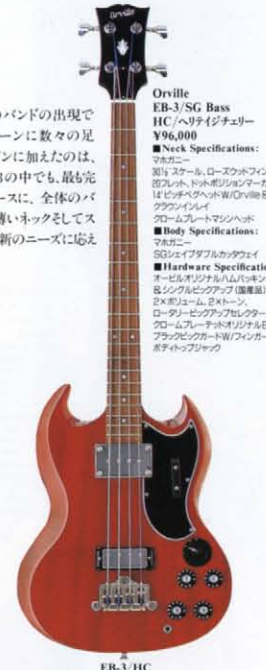 Orville
のバンドの出現で
ーンに数々の足
インに加えたのは、
の中でも、最も完
ースに、全体のバ
薄いネックそしてス
新のニーズに応え
Orville
EB-3/SG Bass
HC/ヘリテイジチェリー
¥96,000
■Neck Specifications:
マホガニー
30½"スケール、ローズウッドフィン
20フレット、ドットポジションマーカ
14°ピッチペグヘッドW/Orville &
クラウンインレイ
クロームプレートマシンヘッド
■Body Specifications:
マホガニー
SGシェイプダブルカッタウェイ
■Hardware Specificatio
オービルオリジナルハムバッキン
&シングルピックアップ(国産品)
2×ボリューム、2×トーン、
ロータリーピックアップセレクター
クロームプレーテッドオリジナルB
ブラックピックガードW/フィンガー
ボディトップジャック
EB-3/HC